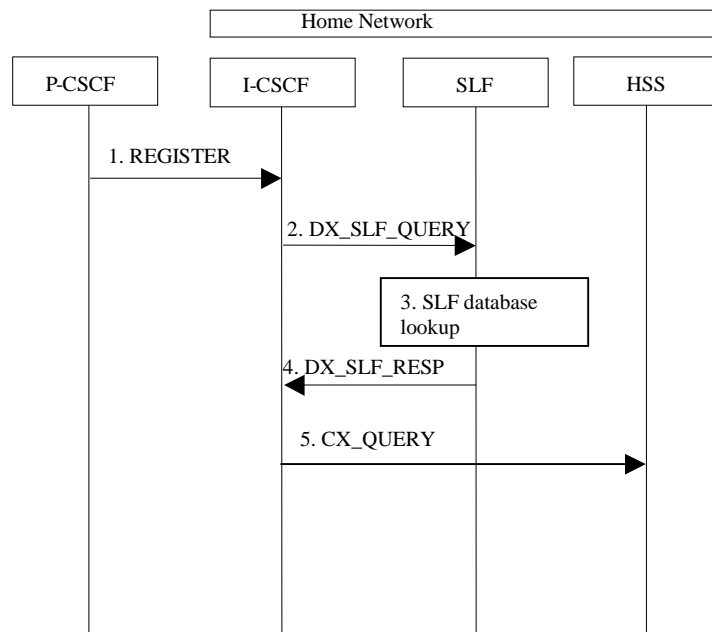 Home Network
P-CSCF
I-CSCF
SLF
HSS
1. REGISTER
2. DX_SLF_QUERY
3. SLF database
lookup
4. DX_SLF_RESP
5. CX_QUERY